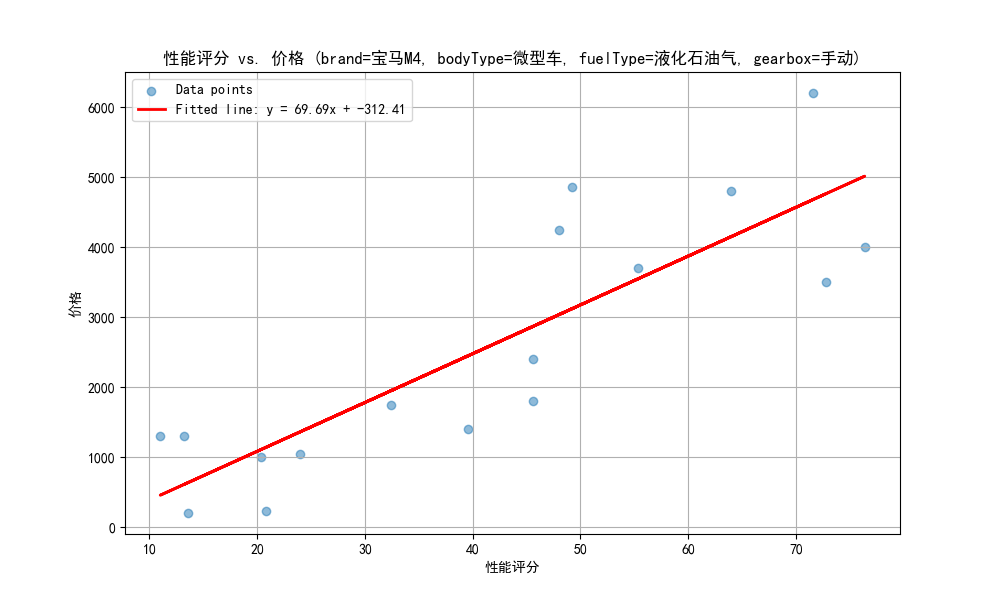 性能评分 vs. 价格 (brand=宝马M4, bodyType=微型车, fuelType=液化石油气, gearbox=手动)
Data points
Fitted line: y = 69.69x + -312.41
6000
5000
4000
3000
2000
1000
0
价格
10 20 30 40 50 60 70
性能评分